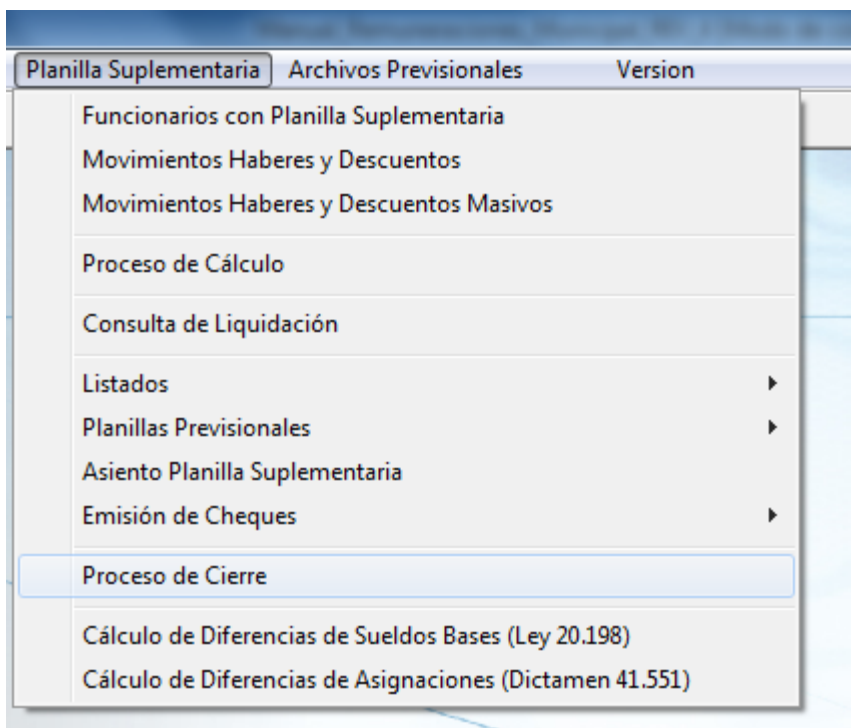 Planilla Suplementaria Archivos Previsionales Version
Funcionarios con Planilla Suplementaria
Movimientos Haberes y Descuentos
Movimientos Haberes y Descuentos Masivos
Proceso de Cálculo
Consulta de Liquidación
Listados
Planillas Previsionales
Asiento Planilla Suplementaria
Emisión de Cheques
Proceso de Cierre
Cálculo de Diferencias de Sueldos Bases (Ley 20.198)
Cálculo de Diferencias de Asignaciones (Dictamen 41.551)